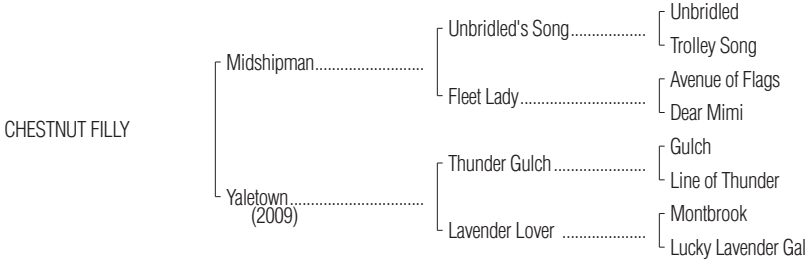 Unbridled
Unbridled's Song..................
Trolley Song
Midshipman.........................
Avenue of Flags
Fleet Lady.............................
Dear Mimi
CHESTNUT FILLY
Gulch
Thunder Gulch.....................
Line of Thunder
Yaletown...............................
(2009)
Montbrook
Lavender Lover ...................
Lucky Lavender Gal